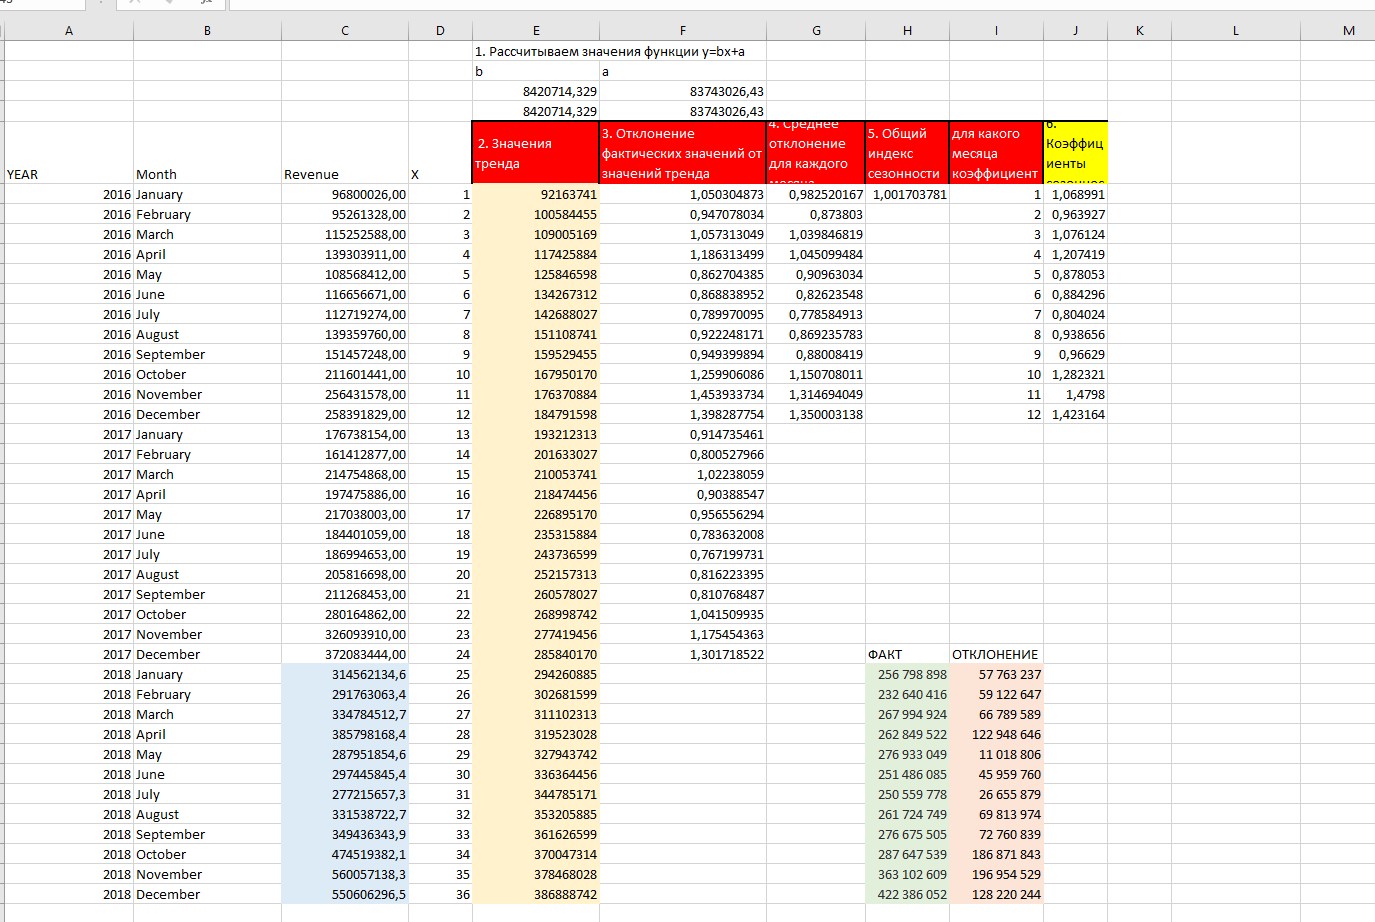 A B C D E F G H I J K L M
1. Рассчитываем значения функции y=bx+a
b a
8420714,329 83743026,43
8420714,329 83743026,43
YEAR Month Revenue X 2. Значения тренда 3. Отклонение фактических значений от значений тренда 4. Среднее отклонение для каждого месяца 5. Общий индекс сезонности для какого месяца коэффициент 6. Коэффициенты
2016 January 96800026,00 1 92163741 1,050304873 0,982520167 1,001703781 1 1,068991
2016 February 95261328,00 2 100584455 0,947078034 0,873803 2 0,963927
2016 March 115252588,00 3 109005169 1,057313049 1,039846819 3 1,076124
2016 April 139303911,00 4 117425884 1,186313499 1,045099484 4 1,207419
2016 May 108568412,00 5 125846598 0,862704385 0,90963034 5 0,878053
2016 June 116656671,00 6 134267312 0,868838952 0,82623548 6 0,884296
2016 July 112719274,00 7 142688027 0,789970095 0,778584913 7 0,804024
2016 August 139359760,00 8 151108741 0,922248171 0,869235783 8 0,938656
2016 September 151457248,00 9 159529455 0,949399894 0,88008419 9 0,96629
2016 October 211601441,00 10 167950170 1,259906086 1,150708011 10 1,282321
2016 November 256431578,00 11 176370884 1,453933734 1,314694049 11 1,4798
2016 December 258391829,00 12 184791598 1,398287754 1,350003138 12 1,423164
2017 January 176738154,00 13 193212313 0,914735461
2017 February 161412877,00 14 201633027 0,800527966
2017 March 214754868,00 15 210053741 1,02238059
2017 April 197475886,00 16 218474456 0,90388547
2017 May 217038003,00 17 226895170 0,956556294
2017 June 184401059,00 18 235315884 0,783632008
2017 July 186994653,00 19 243736599 0,767199731
2017 August 205816698,00 20 252157313 0,816223395
2017 September 211268453,00 21 260578027 0,810768487
2017 October 280164862,00 22 268998742 1,041509935
2017 November 326093910,00 23 277419456 1,175454363
2017 December 372083444,00 24 285840170 1,301718522 ФАКТ ОТКЛОНЕНИЕ
2018 January 314562134,6 25 294260885 256 798 898 57 763 237
2018 February 291763063,4 26 302681599 232 640 416 59 122 647
2018 March 334784512,7 27 311102313 267 994 924 66 789 589
2018 April 385798168,4 28 319523028 262 849 522 122 948 646
2018 May 287951854,6 29 327943742 276 933 049 11 018 806
2018 June 297445845,4 30 336364456 251 486 085 45 959 760
2018 July 277215657,3 31 344785171 250 559 778 26 655 879
2018 August 331538722,7 32 353205885 261 724 749 69 813 974
2018 September 349436343,9 33 361626599 276 675 505 72 760 839
2018 October 474519382,1 34 370047314 287 647 539 186 871 843
2018 November 560057138,3 35 378468028 363 102 609 196 954 529
2018 December 550606296,5 36 386888742 422 386 052 128 220 244